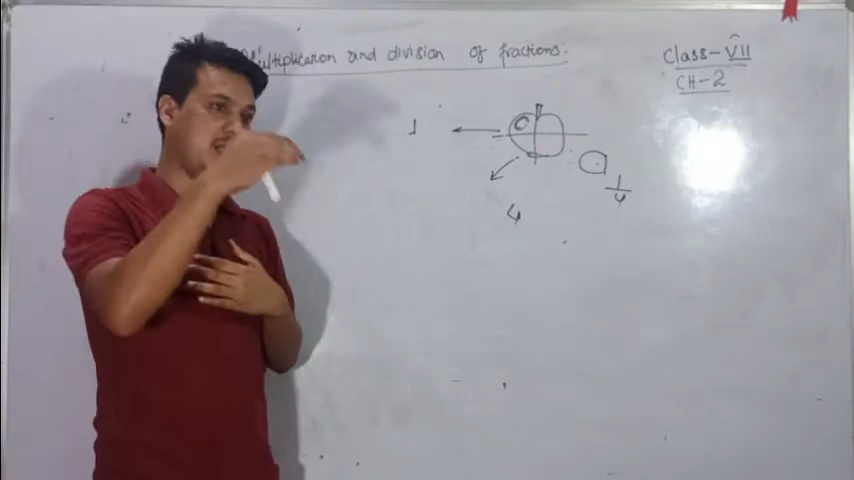 Multiplication and division of fractions.
Class-VII
CH-2
1
1/4
4